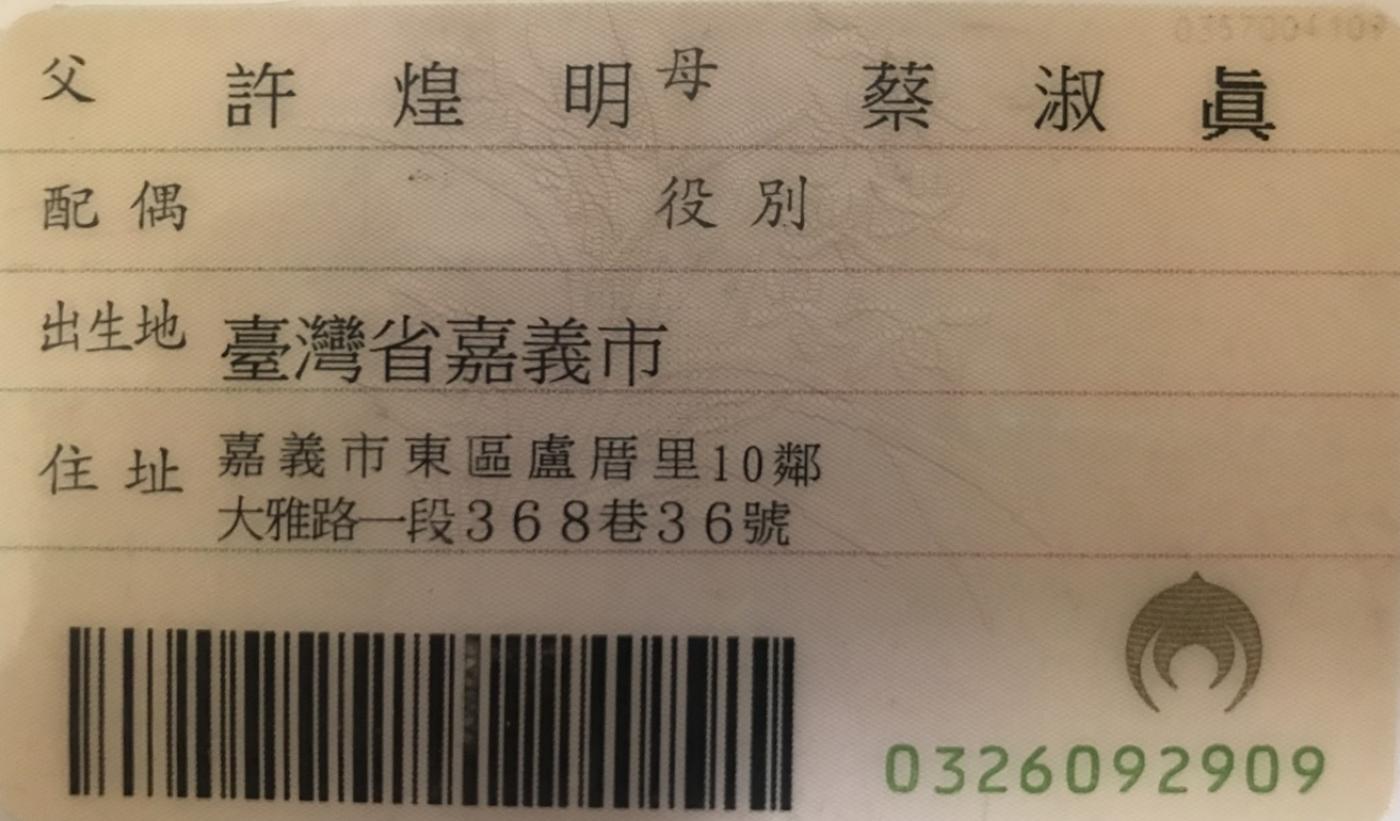 父 許煌明 母 蔡淑眞
配偶 役別
出生地 臺灣省嘉義市
住址 嘉義市東區盧厝里10鄰
大雅路一段368巷36號
0326092909